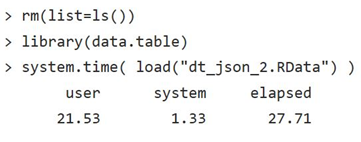 > rm(list=ls())
> library(data.table)
> system.time( load("dt_json_2.RData") )
user system elapsed
21.53 1.33 27.71